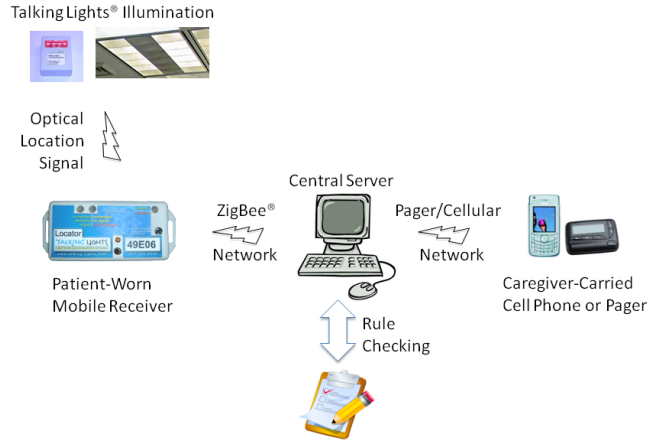 Talking Lights® Illumination
Optical
Location
Signal
Central Server
ZigBee®
Network
Pager/Cellular
Network
Locator
TALKING LIGHTS
49E06
Patient-Worn
Mobile Receiver
Caregiver-Carried
Cell Phone or Pager
Rule
Checking